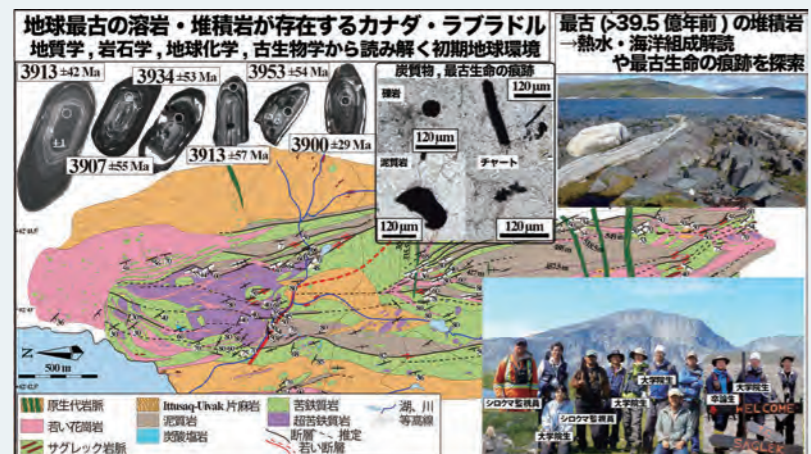 地球最古の溶岩・堆積岩が存在するカナダ・ラブラドル
地質学，岩石学，地球化学，古生物学から読み解く初期地球環境
最古 (>39.5 億年前) の堆積岩
→熱水・海洋組成解読
や最古生命の痕跡を探索
3913 ±42 Ma
3934 ±53 Ma
3953 ±54 Ma
3907 ±55 Ma
3913 ±57 Ma
3900 ±29 Ma
炭質物，最古生命の痕跡
礫岩
120 μm
120 μm
泥質岩
チャート
120 μm
120 μm
N
500 m
原生代岩脈
若い花崗岩
サグレック岩脈
Ittusaq-Uivak 片麻岩
泥質岩
炭酸塩岩
苦鉄質岩
超苦鉄質岩
断層
推定
若い断層
湖、川
等高線
シロクマ監視員
大学院生
シロクマ監視員
大学院生
大学院生
卒論生
大学院生
WELCOME
SAGLEK